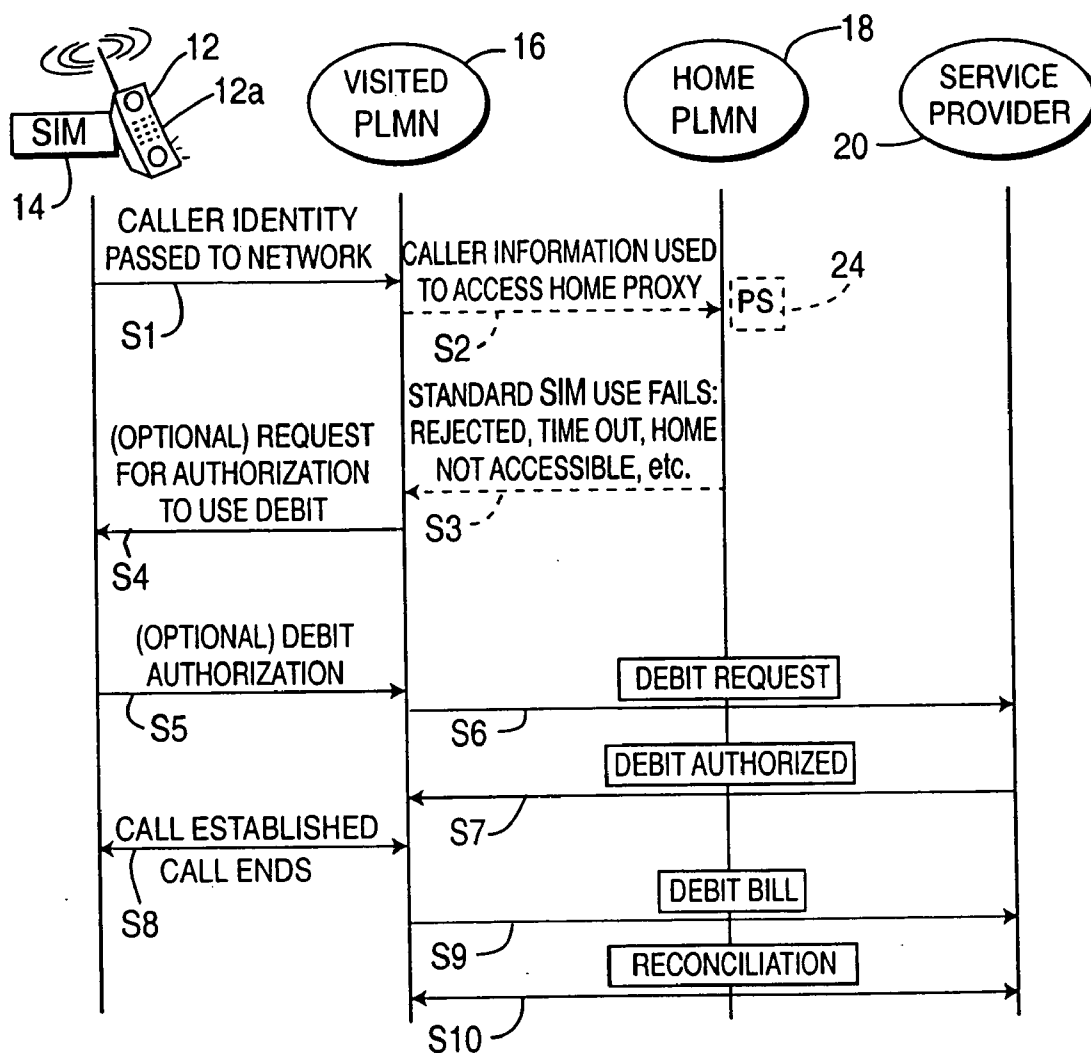 12
12a
SIM
14
VISITED
PLMN
16
HOME
PLMN
18
SERVICE
PROVIDER
20
CALLER IDENTITY
PASSED TO NETWORK
S1
CALLER INFORMATION USED
TO ACCESS HOME PROXY
S2
PS
24
STANDARD SIM USE FAILS:
REJECTED, TIME OUT, HOME
NOT ACCESSIBLE, etc.
S3
(OPTIONAL) REQUEST
FOR AUTHORIZATION
TO USE DEBIT
S4
(OPTIONAL) DEBIT
AUTHORIZATION
S5
DEBIT REQUEST
S6
DEBIT AUTHORIZED
S7
CALL ESTABLISHED
CALL ENDS
S8
DEBIT BILL
S9
RECONCILIATION
S10